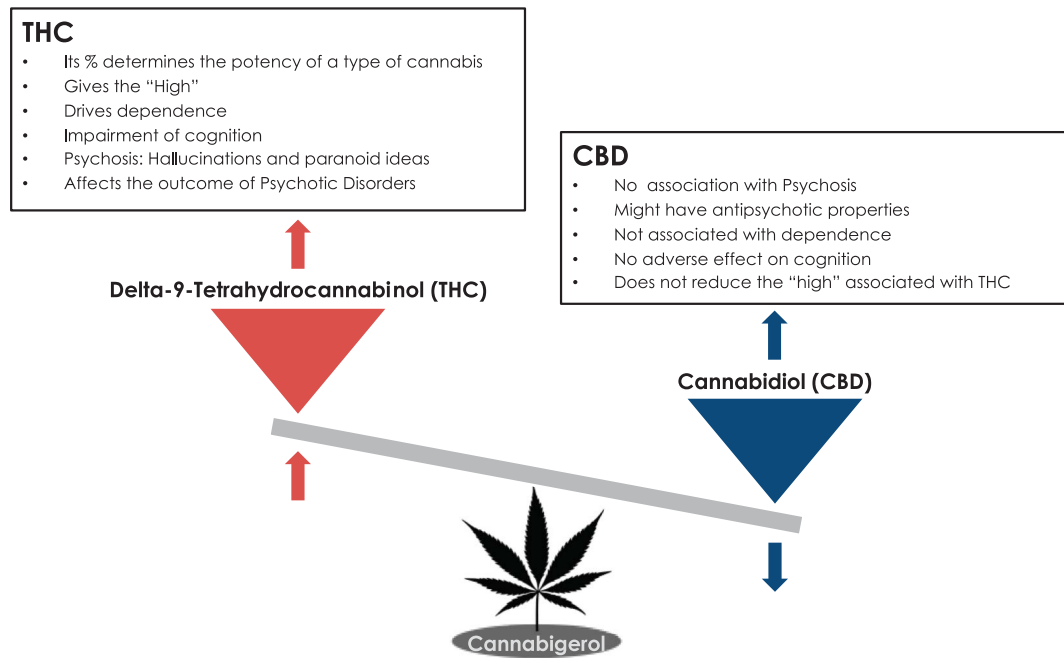 THC
• Its % determines the potency of a type of cannabis
• Gives the “High”
• Drives dependence
• Impairment of cognition
• Psychosis: Hallucinations and paranoid ideas
• Affects the outcome of Psychotic Disorders
CBD
• No association with Psychosis
• Might have antipsychotic properties
• Not associated with dependence
• No adverse effect on cognition
• Does not reduce the “high” associated with THC
Delta-9-Tetrahydrocannabinol (THC)
Cannabidiol (CBD)
Cannabigerol